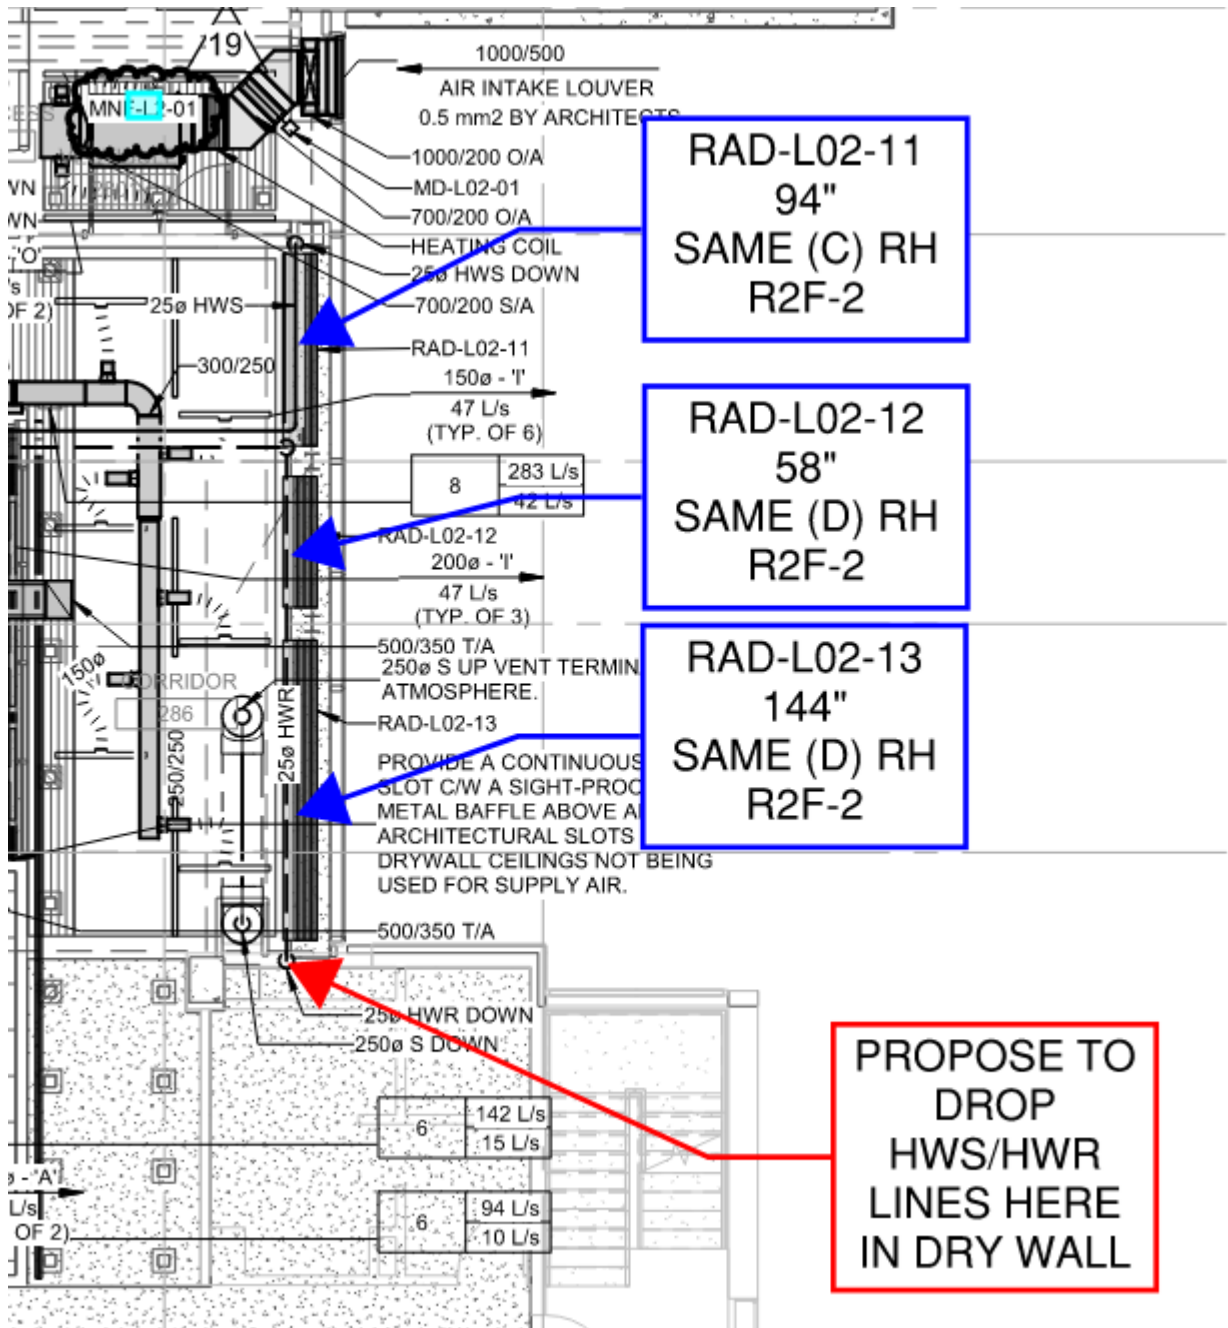 19
1000/500
AIR INTAKE LOUVER
0.5 mm2 BY ARCHITECTS
MNF-L2-01
1000/200 O/A
MD-L02-01
700/200 O/A
HEATING COIL
25ø HWS DOWN
700/200 S/A
RAD-L02-11
94"
SAME (C) RH
R2F-2
WN
WN
'O'
OF 2)
25ø HWS
300/250
RAD-L02-11
150ø - 'I'
47 L/s
(TYP. OF 6)
8
283 L/s
42 L/s
RAD-L02-12
58"
SAME (D) RH
R2F-2
RAD-L02-12
200ø - 'I'
47 L/s
(TYP. OF 3)
500/350 T/A
250ø S UP VENT TERMIN
ATMOSPHERE.
RAD-L02-13
144"
SAME (D) RH
R2F-2
150ø
CORRIDOR
286
250/250
25ø HWR
RAD-L02-13
PROVIDE A CONTINUOUS
SLOT C/W A SIGHT-PROO
METAL BAFFLE ABOVE A
ARCHITECTURAL SLOTS
DRYWALL CEILINGS NOT BEING
USED FOR SUPPLY AIR.
500/350 T/A
25ø HWR DOWN
250ø S DOWN
PROPOSE TO
DROP
HWS/HWR
LINES HERE
IN DRY WALL
6
142 L/s
15 L/s
ø - 'A'
L/s
OF 2)
6
94 L/s
10 L/s